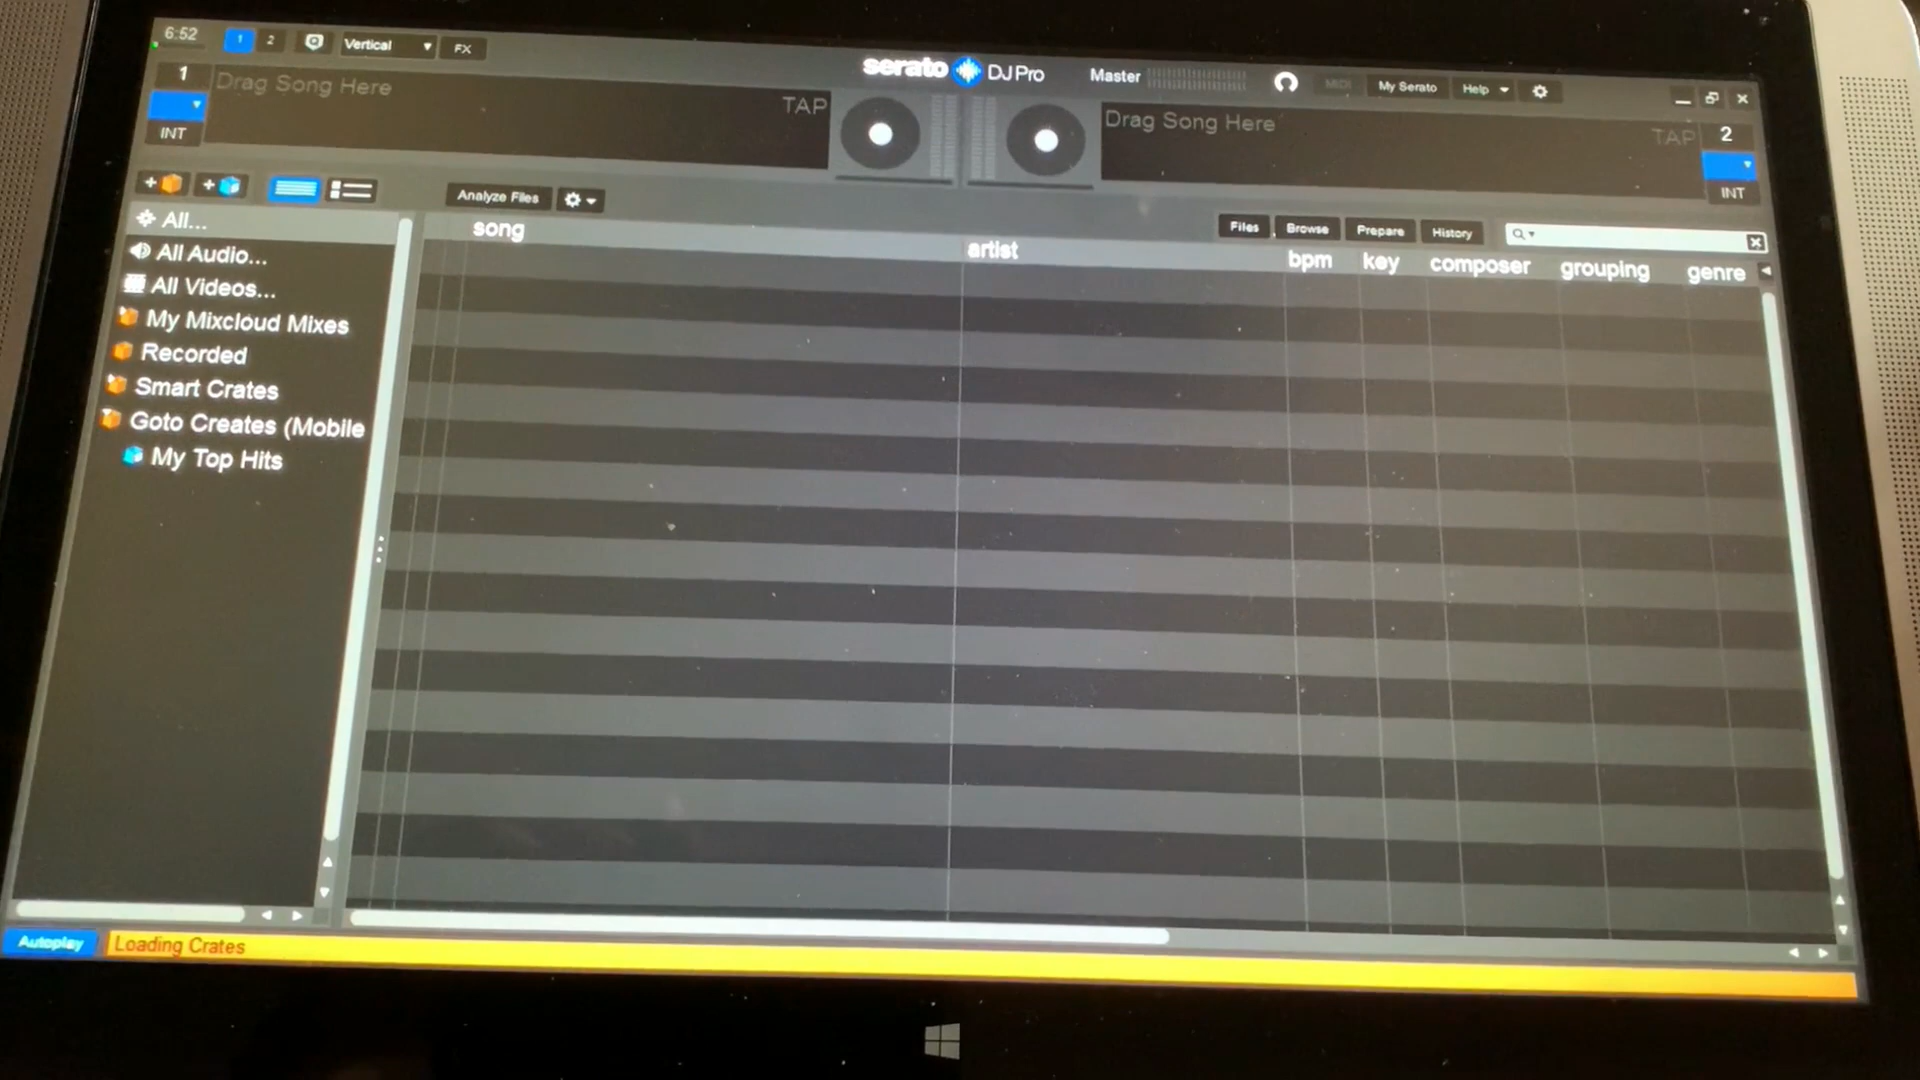 6:52
1 2 Vertical FX
serato DJ Pro
Master
MIDI
My Serato
Help
1 Drag Song Here TAP
INT
Drag Song Here TAP 2
INT
Analyze Files
Files Browse Prepare History
song artist bpm key composer grouping genre
All...
All Audio...
All Videos...
My Mixcloud Mixes
Recorded
Smart Crates
Goto Creates (Mobile
My Top Hits
Autoplay Loading Crates